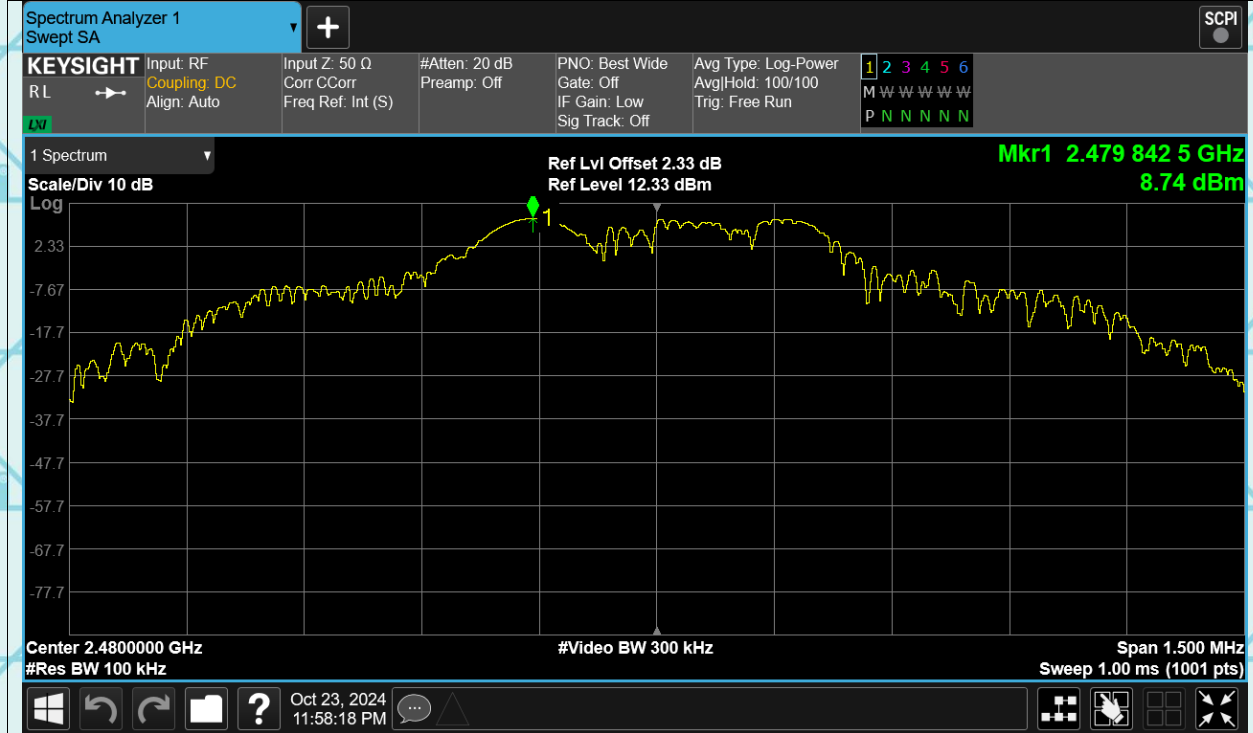 Spectrum Analyzer 1
Swept SA
SCPI
KEYSIGHT
R L
LXI
Input: RF
Coupling: DC
Align: Auto
Input Z: 50 Ω
Corr CCorr
Freq Ref: Int (S)
#Atten: 20 dB
Preamp: Off
PNO: Best Wide
Gate: Off
IF Gain: Low
Sig Track: Off
Avg Type: Log-Power
Avg|Hold: 100/100
Trig: Free Run
1 2 3 4 5 6
M W W W W W
P N N N N N
1 Spectrum
Scale/Div 10 dB
Log
Ref Lvl Offset 2.33 dB
Ref Level 12.33 dBm
Mkr1 2.479 842 5 GHz
8.74 dBm
1
2.33
-7.67
-17.7
-27.7
-37.7
-47.7
-57.7
-67.7
-77.7
Center 2.4800000 GHz
#Res BW 100 kHz
#Video BW 300 kHz
Span 1.500 MHz
Sweep 1.00 ms (1001 pts)
?
Oct 23, 2024
11:58:18 PM